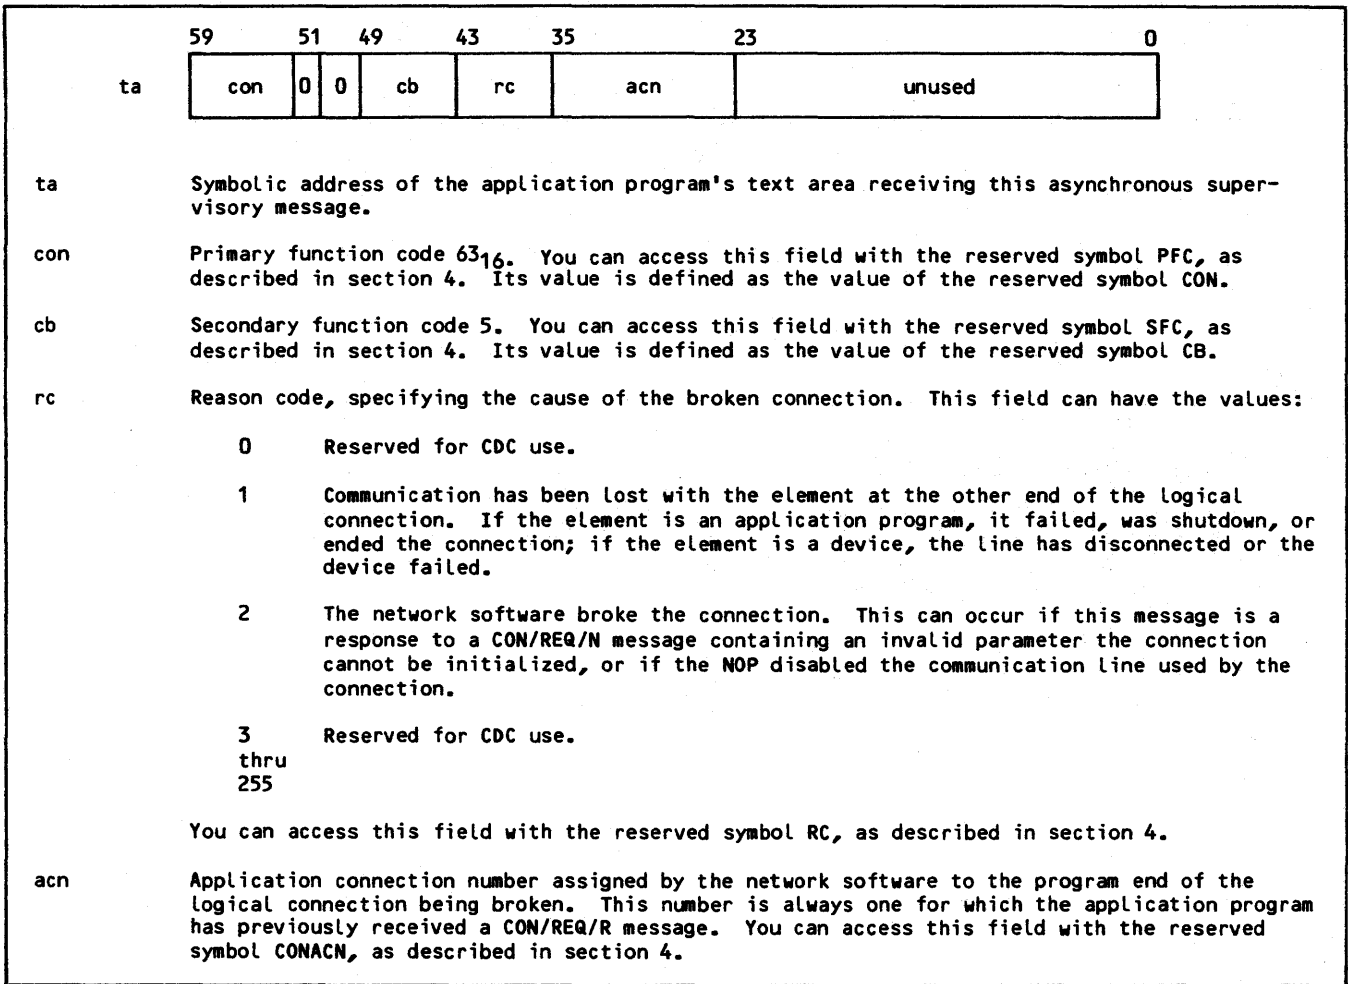 59 51 49 43 35 23 0
ta con 0 0 cb rc acn unused
ta Symbolic address of the application program's text area receiving this asynchronous super-
visory message.
con Primary function code 63₁₆. You can access this field with the reserved symbol PFC, as
described in section 4. Its value is defined as the value of the reserved symbol CON.
cb Secondary function code 5. You can access this field with the reserved symbol SFC, as
described in section 4. Its value is defined as the value of the reserved symbol CB.
rc Reason code, specifying the cause of the broken connection. This field can have the values:
0 Reserved for CDC use.
1 Communication has been lost with the element at the other end of the logical
connection. If the element is an application program, it failed, was shutdown, or
ended the connection; if the element is a device, the line has disconnected or the
device failed.
2 The network software broke the connection. This can occur if this message is a
response to a CON/REQ/N message containing an invalid parameter the connection
cannot be initialized, or if the NOP disabled the communication line used by the
connection.
3 Reserved for CDC use.
thru
255
You can access this field with the reserved symbol RC, as described in section 4.
acn Application connection number assigned by the network software to the program end of the
logical connection being broken. This number is always one for which the application program
has previously received a CON/REQ/R message. You can access this field with the reserved
symbol CONACN, as described in section 4.